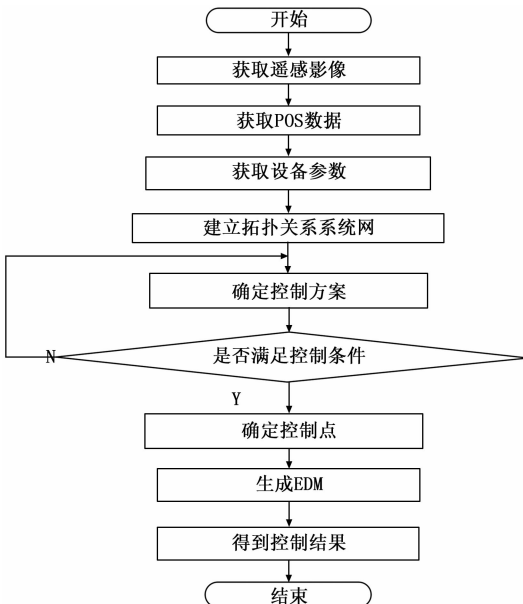 开始
获取遥感影像
获取POS数据
获取设备参数
建立拓扑关系系统网
确定控制方案
是否满足控制条件
N
Y
确定控制点
生成EDM
得到控制结果
结束